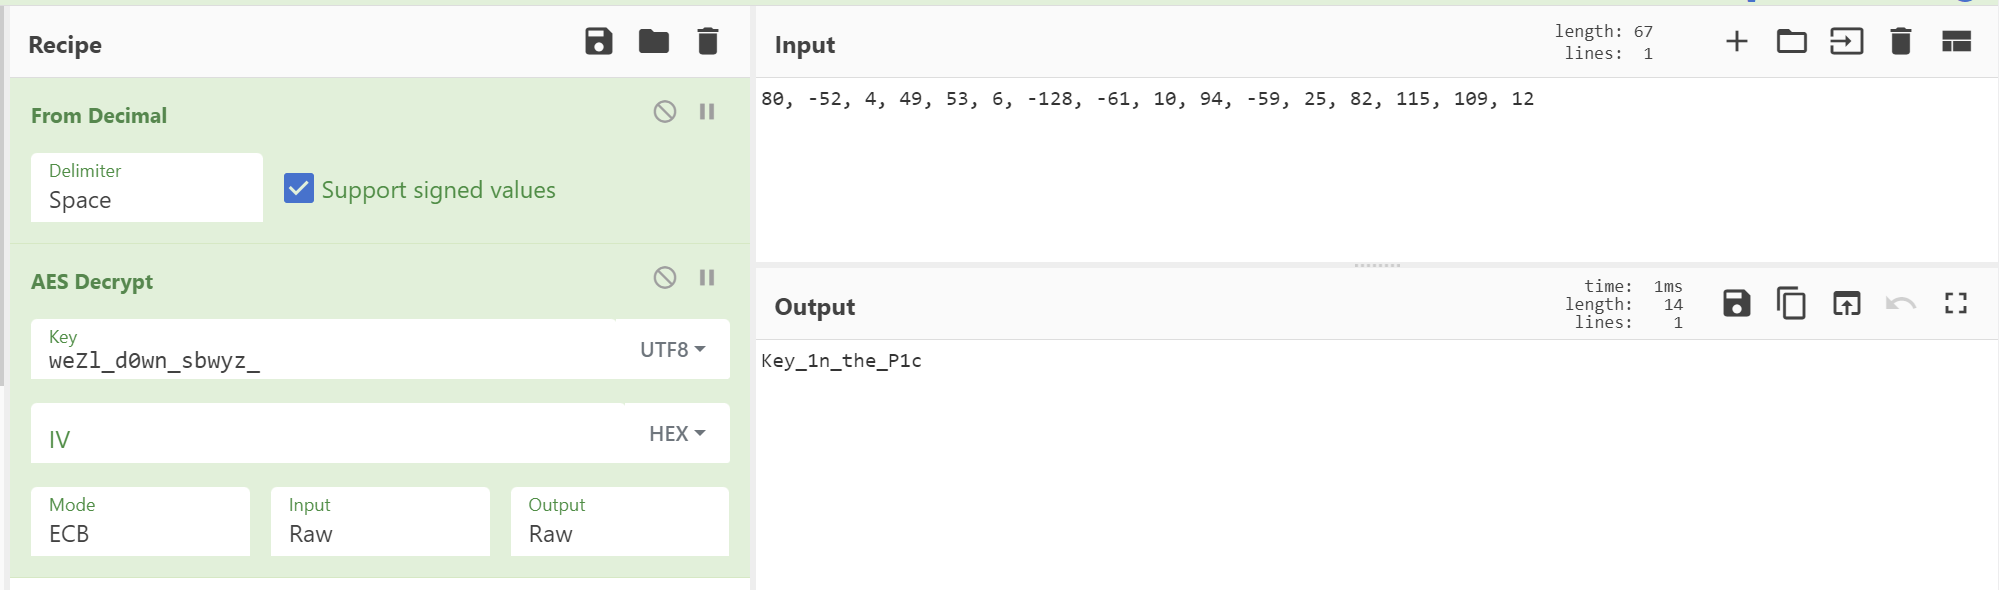 Recipe
From Decimal
Delimiter
Space
Support signed values
AES Decrypt
Key
weZl_d0wn_sbwyz_
UTF8
IV
HEX
Mode
ECB
Input
Raw
Output
Raw
Input
length: 67
lines: 1
80, -52, 4, 49, 53, 6, -128, -61, 10, 94, -59, 25, 82, 115, 109, 12
Output
time: 1ms
length: 14
lines: 1
Key_1n_the_P1c